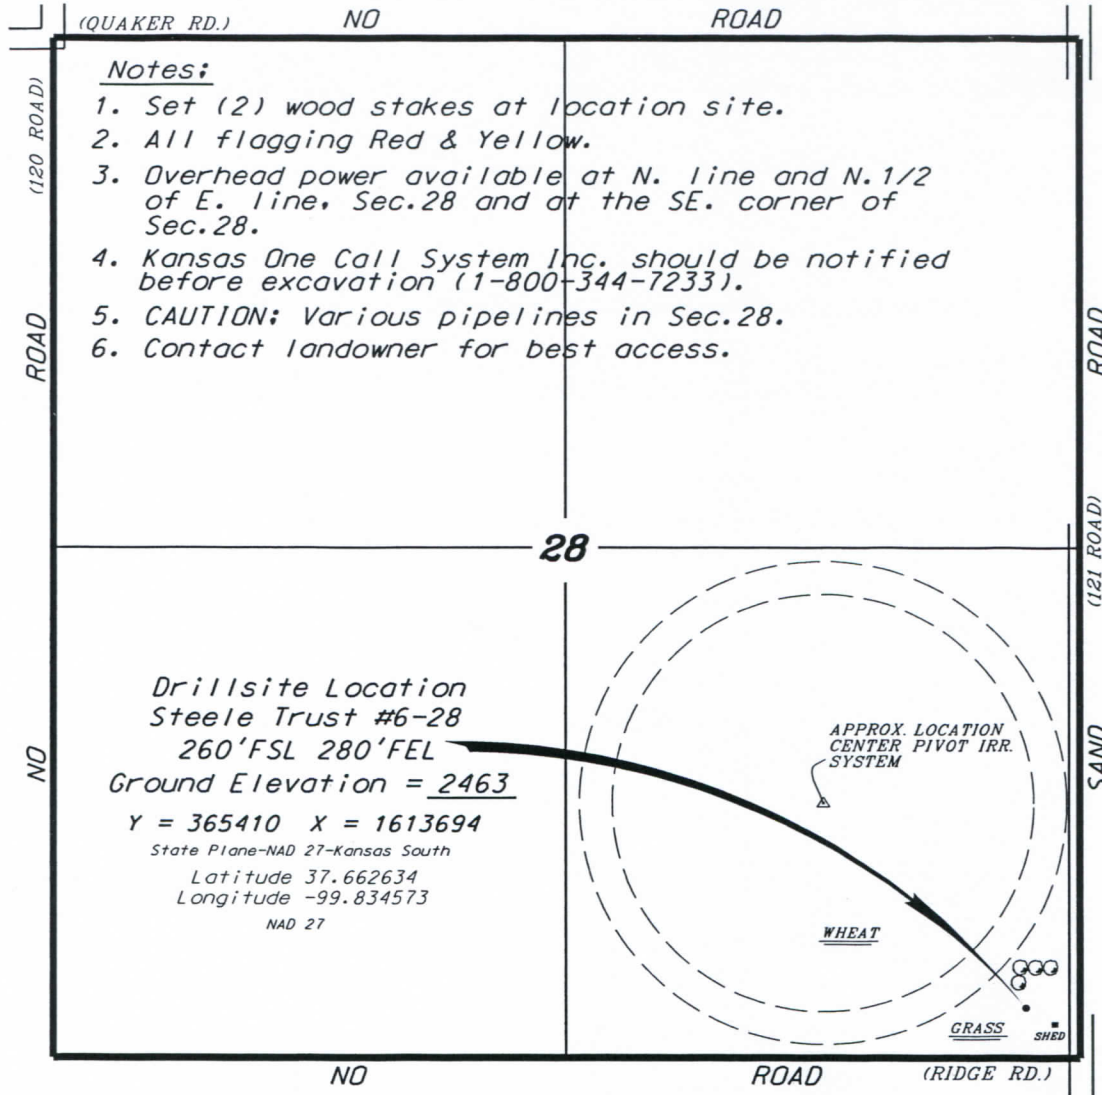 (QUAKER RD.) NO ROAD
(120 ROAD)
ROAD
NO
Notes:
1. Set (2) wood stakes at location site.
2. All flagging Red & Yellow.
3. Overhead power available at N. line and N.1/2
of E. line, Sec.28 and at the SE. corner of
Sec.28.
4. Kansas One Call System Inc. should be notified
before excavation (1-800-344-7233).
5. CAUTION: Various pipelines in Sec.28.
6. Contact landowner for best access.
ROAD
(121 ROAD)
SAND
28
Drillsite Location
Steele Trust #6-28
260'FSL 280'FEL
Ground Elevation = 2463
Y = 365410 X = 1613694
State Plane-NAD 27-Kansas South
Latitude 37.662634
Longitude -99.834573
NAD 27
APPROX. LOCATION
CENTER PIVOT IRR.
SYSTEM
WHEAT
GRASS
SHED
NO ROAD (RIDGE RD.)